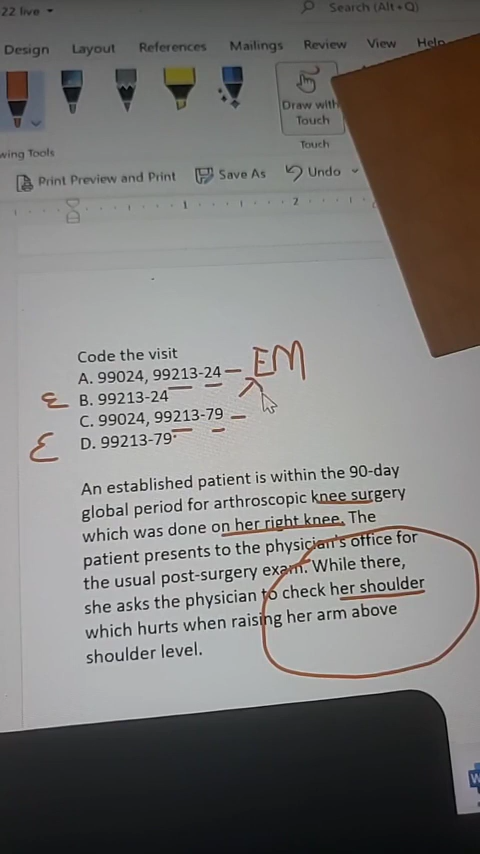 22 live
Search (Alt+Q)
Design Layout References Mailings Review View Help
Draw with
Touch
wing Tools
Touch
Print Preview and Print Save As Undo
1 2
Code the visit
A. 99024, 99213-24 EM
B. 99213-24
C. 99024, 99213-79
D. 99213-79
An established patient is within the 90-day
global period for arthroscopic knee surgery
which was done on her right knee. The
patient presents to the physician's office for
the usual post-surgery exam. While there,
she asks the physician to check her shoulder
which hurts when raising her arm above
shoulder level.
W